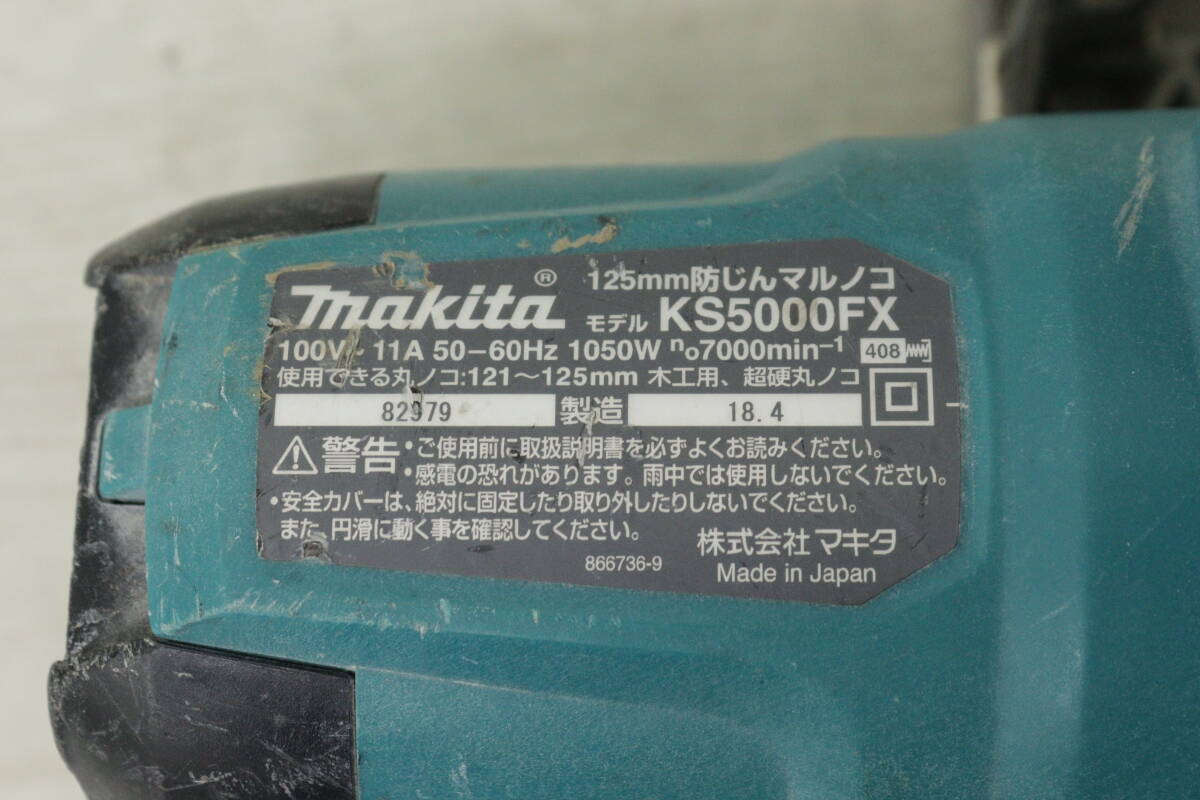 makita® 125mm防じんマルノコ
モデル KS5000FX
100V~ 11A 50–60Hz 1050W n₀7000min⁻¹ 408
使用できる丸ノコ:121〜125mm 木工用、超硬丸ノコ
82979 製造 18.4
警告 ・ご使用前に取扱説明書を必ずよくお読みください。
・感電の恐れがあります。雨中では使用しないでください。
・安全カバーは、絶対に固定したり取り外したりしないでください。
また、円滑に動く事を確認してください。
866736-9
株式会社 マキタ
Made in Japan